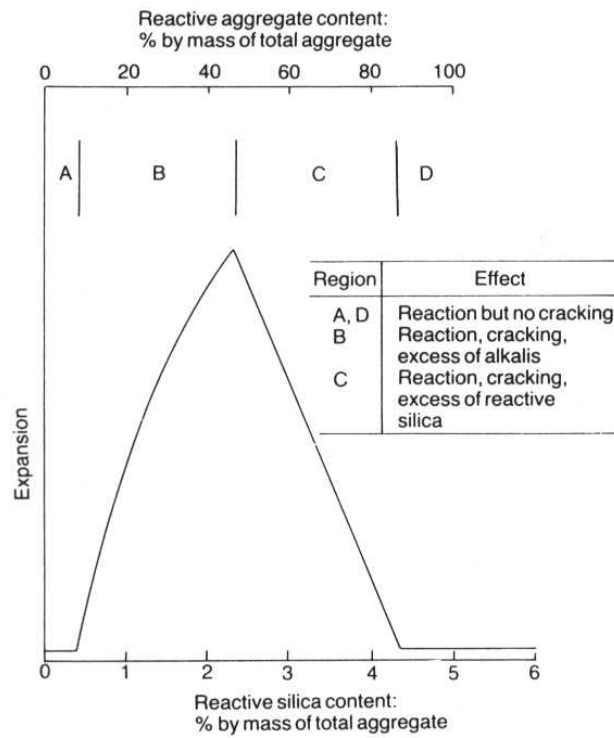 Reactive aggregate content:
% by mass of total aggregate
0 20 40 60 80 100
A B C D
Region Effect
A, D Reaction but no cracking
B Reaction, cracking,
excess of alkalis
C Reaction, cracking,
excess of reactive
silica
Expansion
0 1 2 3 4 5 6
Reactive silica content:
% by mass of total aggregate